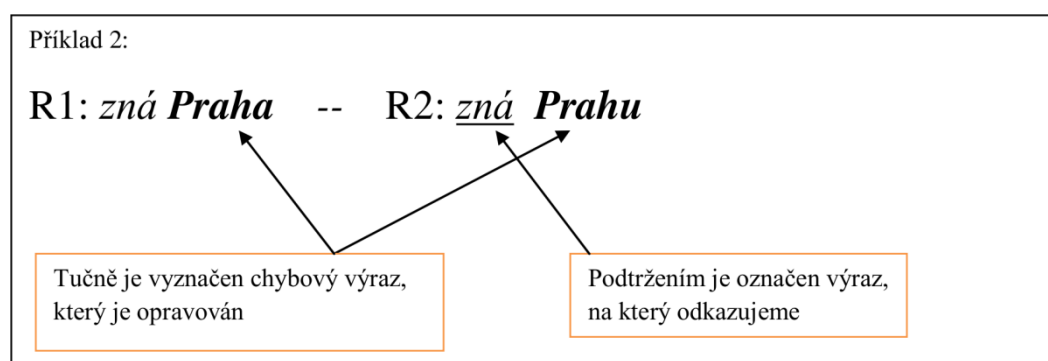 Příklad 2:
R1: zná Praha -- R2: zná Prahu
Tučně je vyznačen chybový výraz,
který je opravován
Podtržením je označen výraz,
na který odkazujeme